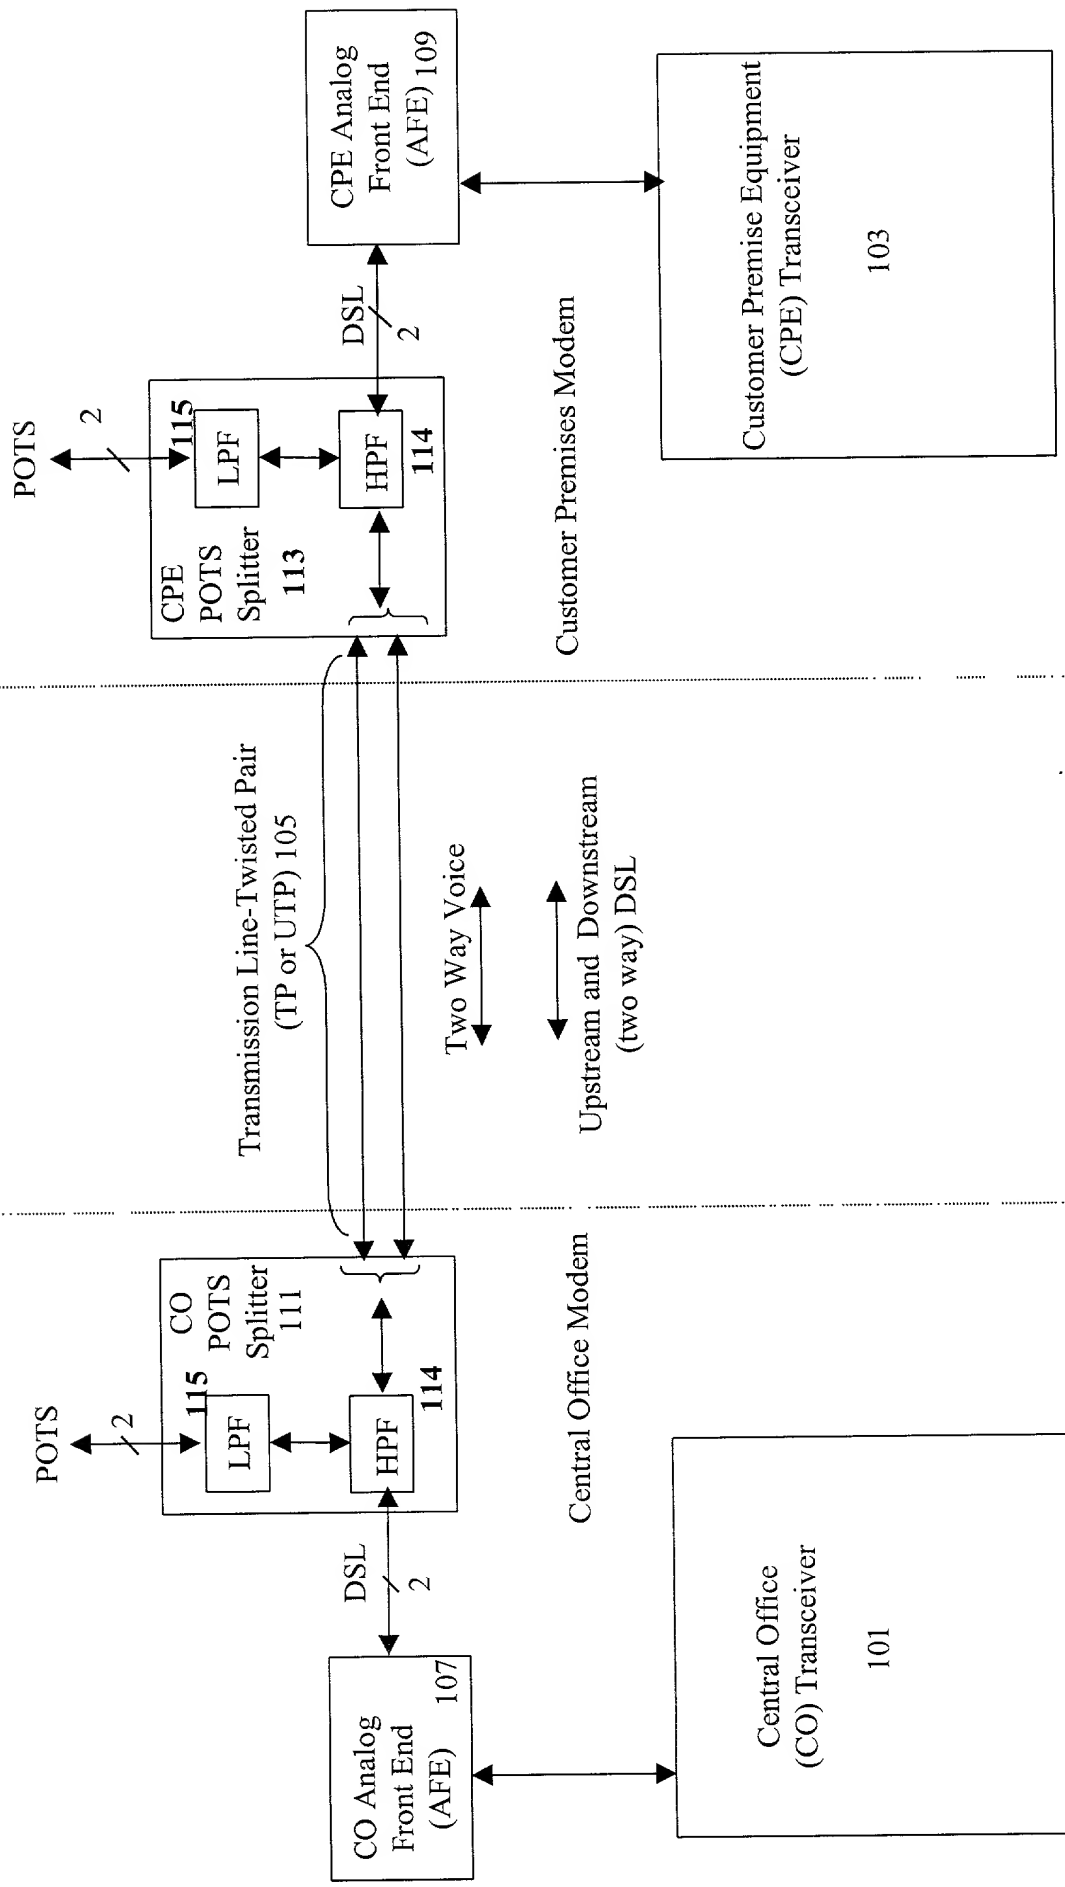 POTS
2
115
LPF
CO
POTS
Splitter
111
HPF
114
DSL
2
CO Analog
Front End
(AFE) 107
Central Office Modem
Central Office
(CO) Transceiver
101
Transmission Line-Twisted Pair
(TP or UTP) 105
Two Way Voice
Upstream and Downstream
(two way) DSL
POTS
2
CPE
POTS
Splitter
113
115
LPF
HPF
114
DSL
2
CPE Analog
Front End
(AFE) 109
Customer Premises Modem
Customer Premise Equipment
(CPE) Transceiver
103